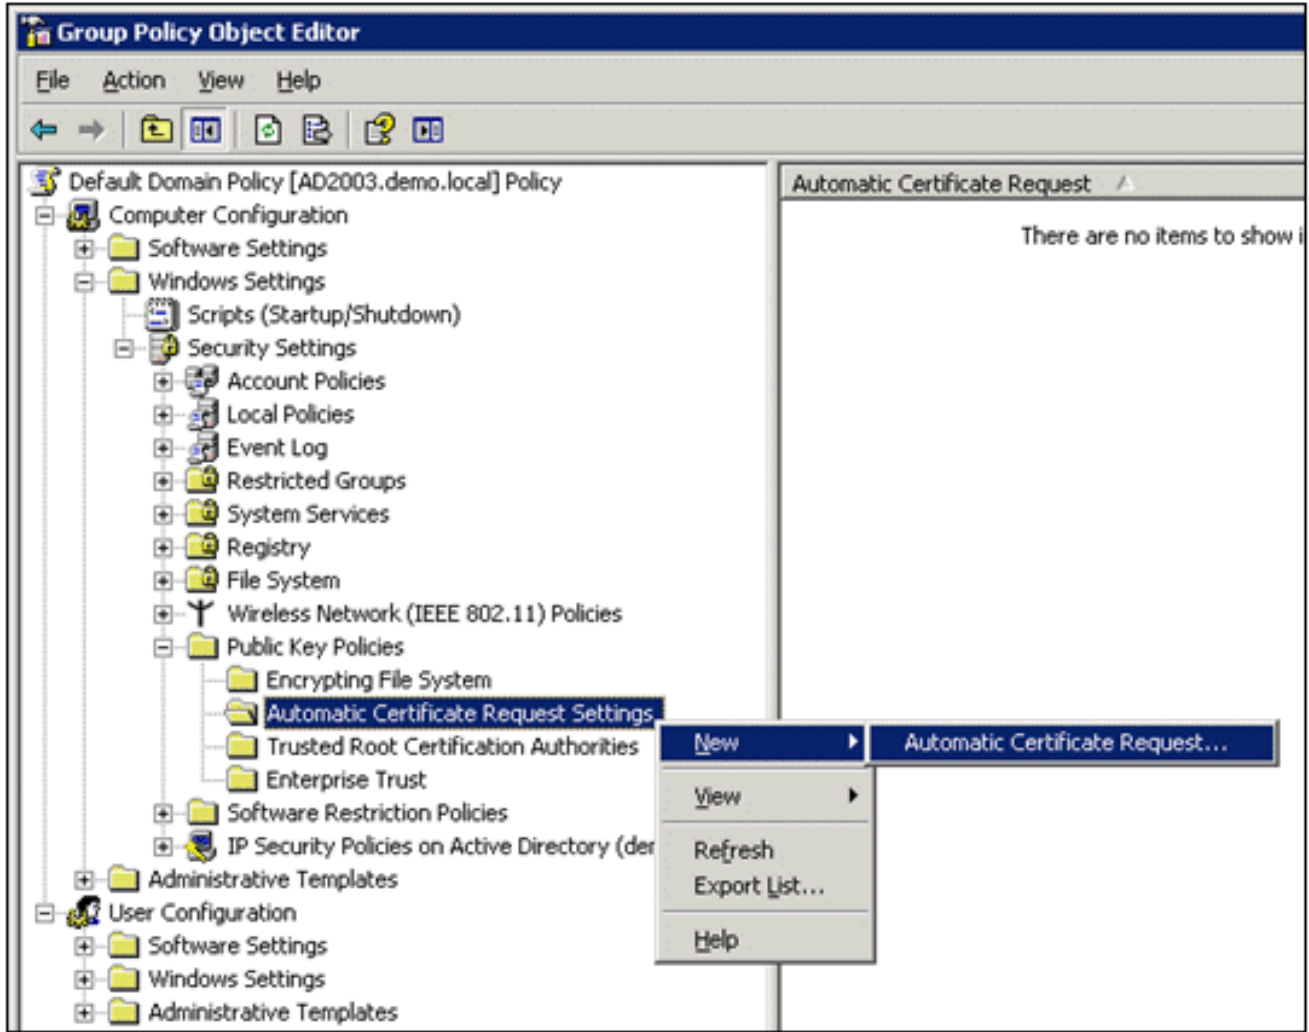 Group Policy Object Editor
File Action View Help
Default Domain Policy [AD2003.demo.local] Policy
Computer Configuration
Software Settings
Windows Settings
Scripts (Startup/Shutdown)
Security Settings
Account Policies
Local Policies
Event Log
Restricted Groups
System Services
Registry
File System
Wireless Network (IEEE 802.11) Policies
Public Key Policies
Encrypting File System
Automatic Certificate Request Settings
Trusted Root Certification Authorities
Enterprise Trust
Software Restriction Policies
IP Security Policies on Active Directory (der
Administrative Templates
User Configuration
Software Settings
Windows Settings
Administrative Templates
Automatic Certificate Request
There are no items to show i
New
View
Refresh
Export List...
Help
Automatic Certificate Request...